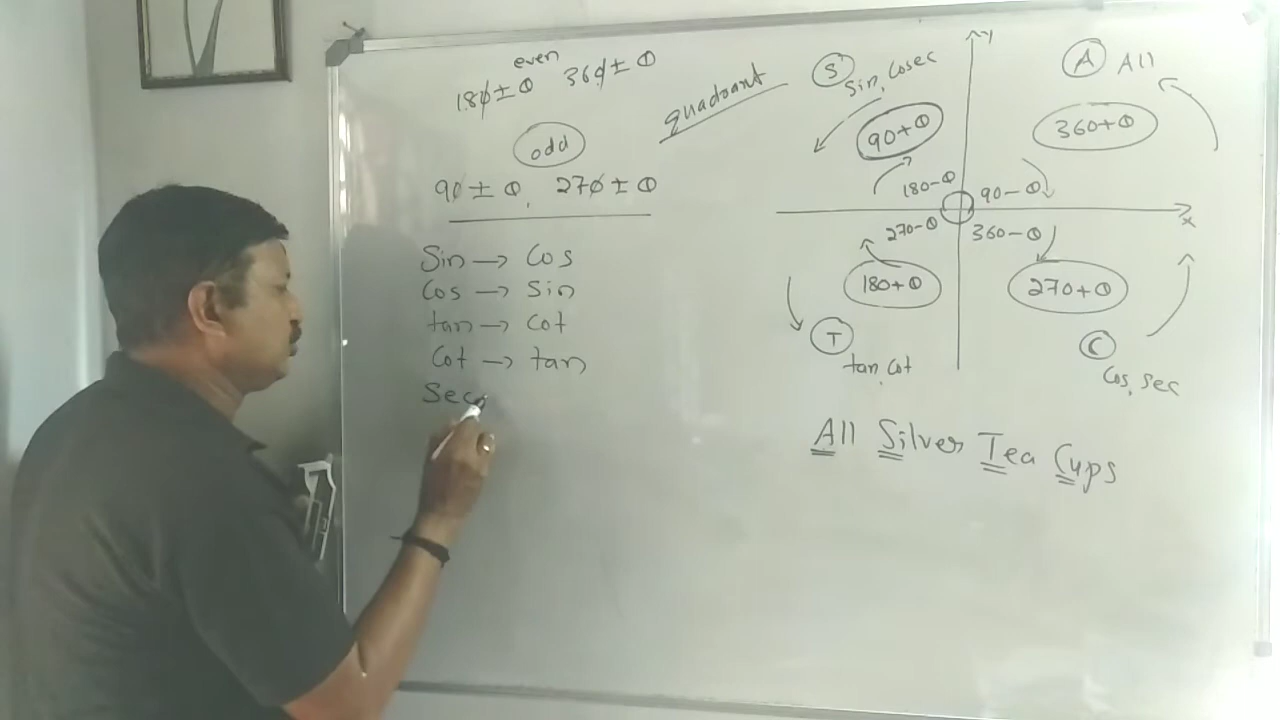 even
180±θ 360±θ
odd
90±θ, 270±θ
Sin → Cos
Cos → Sin
tan → Cot
Cot → tan
Sec
quadrant
Y
S
Sin, Cosec
A All
90+θ
360+θ
180-θ
90-θ
X
270-θ
360-θ
180+θ
270+θ
T
tan, Cot
C
Cos, Sec
All Silver Tea Cups